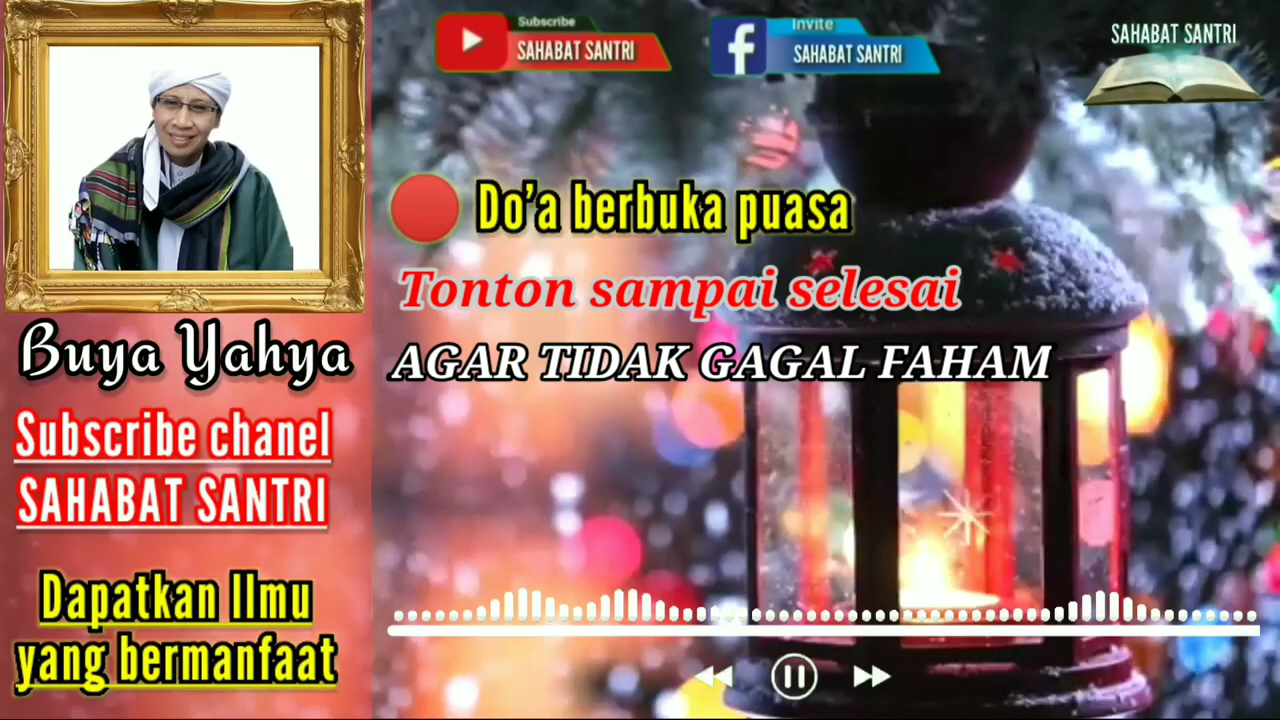 Subscribe
SAHABAT SANTRI
Invite
SAHABAT SANTRI
SAHABAT SANTRI
Do'a berbuka puasa
Tonton sampai selesai
AGAR TIDAK GAGAL FAHAM
Buya Yahya
Subscribe chanel
SAHABAT SANTRI
Dapatkan Ilmu
yang bermanfaat